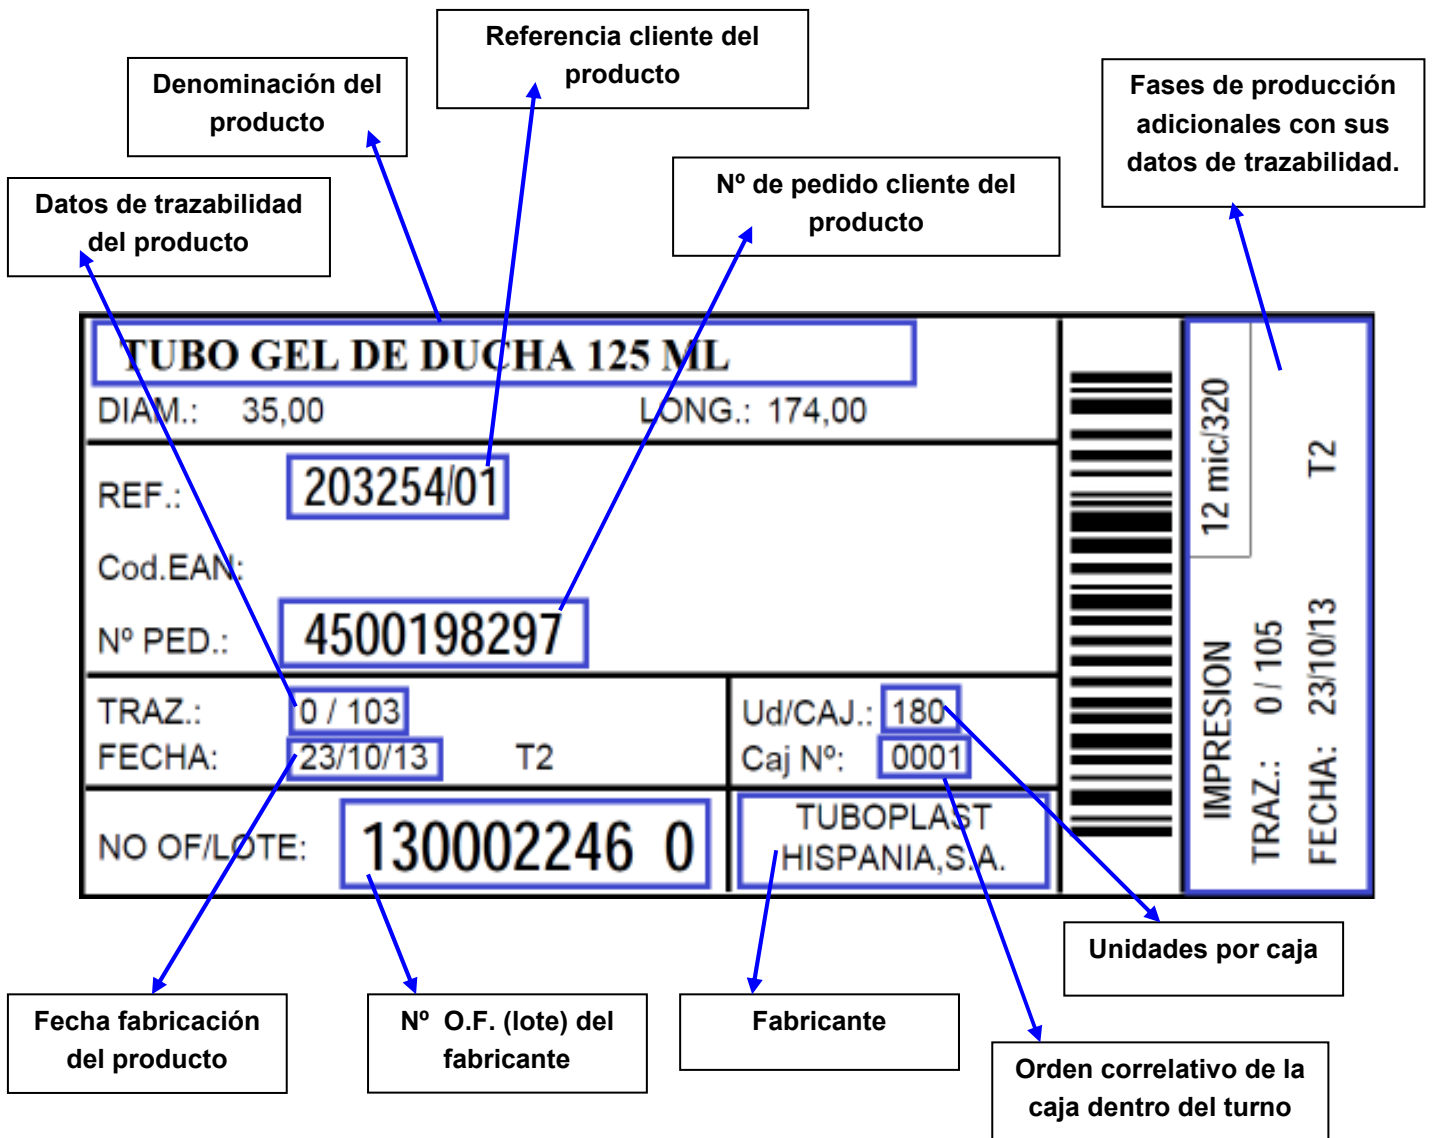 Referencia cliente del
producto
Denominación del
producto
Fases de producción
adicionales con sus
datos de trazabilidad.
Nº de pedido cliente del
producto
Datos de trazabilidad
del producto
TUBO GEL DE DUCHA 125 ML
DIAM.: 35,00 LONG.: 174,00
REF.: 203254/01
Cod.EAN:
Nº PED.: 4500198297
TRAZ.: 0 / 103
FECHA: 23/10/13 T2
Ud/CAJ.: 180
Caj Nº: 0001
NO OF/LOTE: 130002246 0
TUBOPLAST
HISPANIA,S.A.
IMPRESION 12 mic/320
TRAZ.: 0 / 105
FECHA: 23/10/13 T2
Unidades por caja
Fecha fabricación
del producto
Nº O.F. (lote) del
fabricante
Fabricante
Orden correlativo de la
caja dentro del turno